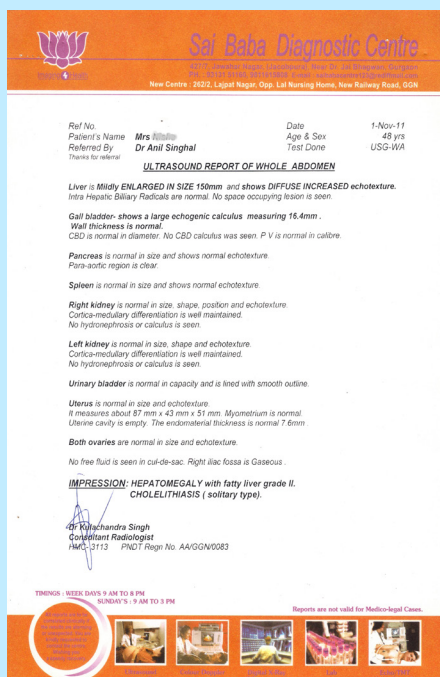 Sai Baba Diagnostic Centre
New Centre : 262/2, Lajpat Nagar, Opp. Lal Nursing Home, New Railway Road, GGN
Ref No. Date 1-Nov-11
Patient's Name Mrs Age & Sex 48 yrs
Referred By Dr Anil Singhal Test Done USG-WA
Thanks for referral
ULTRASOUND REPORT OF WHOLE ABDOMEN
Liver is Mildly ENLARGED IN SIZE 150mm and shows DIFFUSE INCREASED echotexture.
Intra Hepatic Billiary Radicals are normal. No space occupying lesion is seen.
Gall bladder- shows a large echogenic calculus measuring 16.4mm .
Wall thickness is normal.
CBD is normal in diameter. No CBD calculus was seen. P V is normal in calibre.
Pancreas is normal in size and shows normal echotexture.
Para-aortic region is clear.
Spleen is normal in size and shows normal echotexture.
Right kidney is normal in size, shape, position and echotexture.
Cortica-medullary differentiation is well maintained.
No hydronephrosis or calculus is seen.
Left kidney is normal in size, shape and echotexture.
Cortica-medullary differentiation is well maintained.
No hydronephrosis or calculus is seen.
Urinary bladder is normal in capacity and is lined with smooth outline.
Uterus is normal in size and echotexture.
It measures about 87 mm x 43 mm x 51 mm. Myometrium is normal.
Uterine cavity is empty. The endomaterial thickness is normal 7.6mm
Both ovaries are normal in size and echotexture.
No free fluid is seen in cul-de-sac. Right iliac fossa is Gaseous .
IMPRESSION: HEPATOMEGALY with fatty liver grade II.
CHOLELITHIASIS ( solitary type).
Dr Kulachandra Singh
Consultant Radiologist
HMC- 3113 PNDT Regn No. AA/GGN/0083
TIMINGS : WEEK DAYS 9 AM TO 8 PM
SUNDAY'S : 9 AM TO 3 PM
Reports are not valid for Medico-legal Cases.
Ultrasound
Colour Doppler
Digital X-Ray
Lab